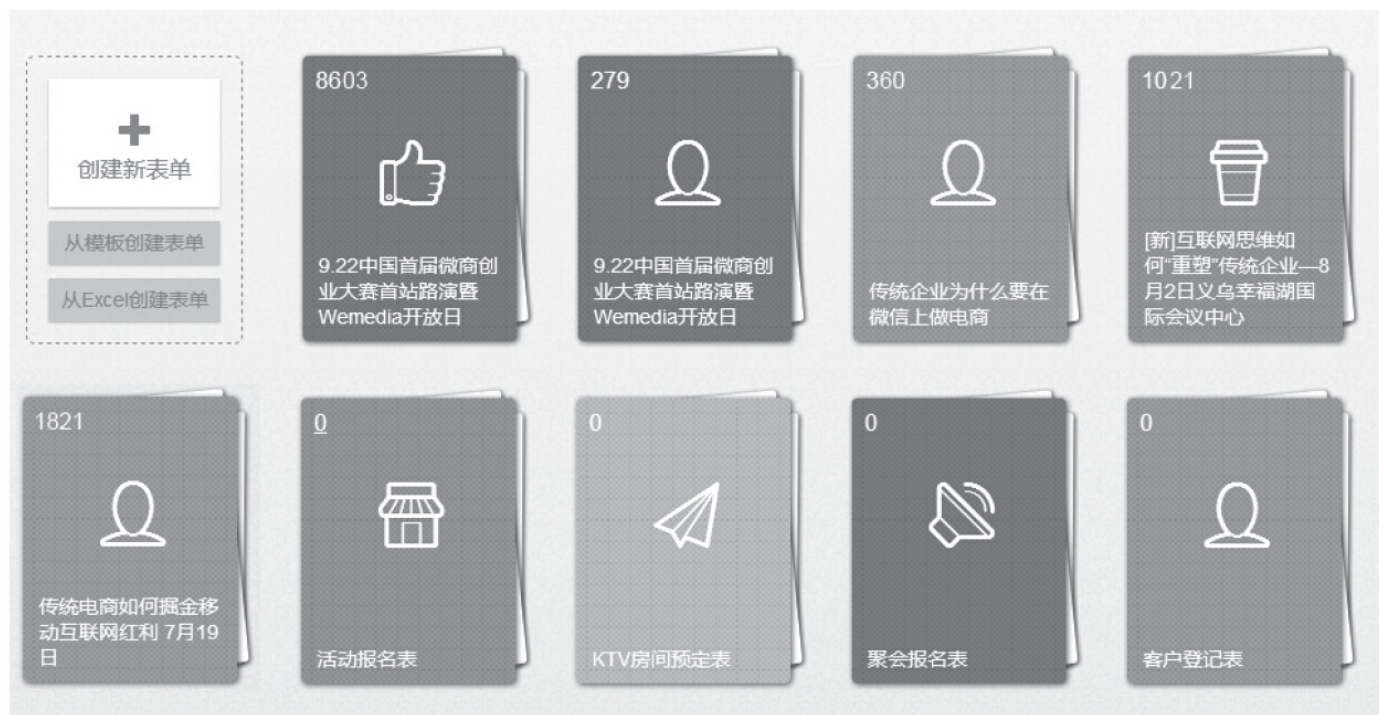 创建新表单
从模板创建表单
从Excel创建表单
8603
9.22中国首届微商创
业大赛首站路演暨
Wemedia开放日
279
9.22中国首届微商创
业大赛首站路演暨
Wemedia开放日
360
传统企业为什么要在
微信上做电商
1021
[新]互联网思维如
何“重塑”传统企业—8
月2日义乌幸福湖国
际会议中心
1821
传统电商如何掘金移
动互联网红利 7月19
日
0
活动报名表
0
KTV房间预定表
0
聚会报名表
0
客户登记表